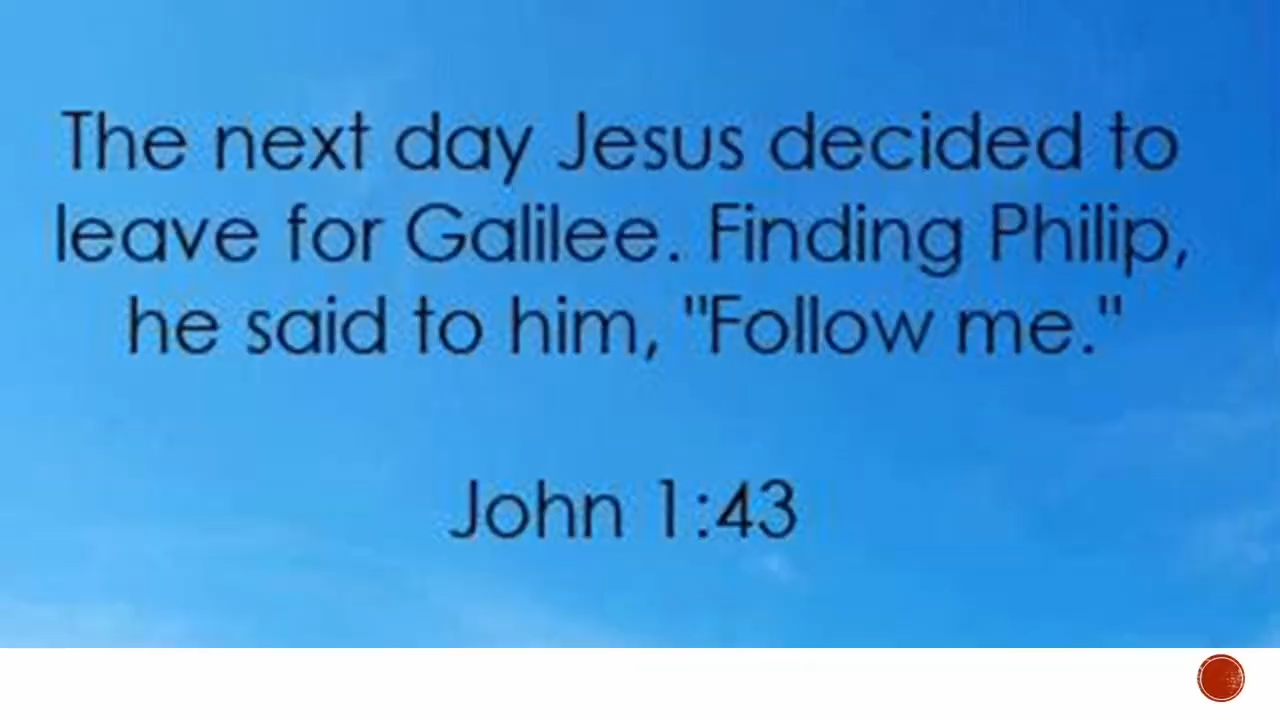 The next day Jesus decided to
leave for Galilee. Finding Philip,
he said to him, "Follow me."
John 1:43